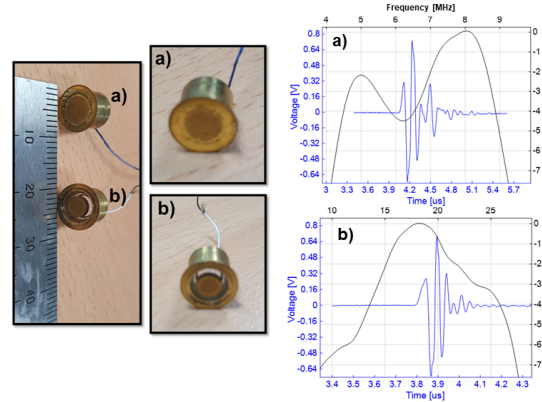 a)
b)
10
20
30
40
a)
b)
Frequency [MHz]
4 5 6 7 8 9
a)
Voltage [V]
0.8
0.64
0.48
0.32
0.16
0
-0.16
-0.32
-0.48
-0.64
0
-1
-2
-3
-4
-5
-6
-7
3 3.3 3.6 3.9 4.2 4.5 4.8 5.1 5.4 5.7
Time [us]
10 15 20 25
b)
Voltage [V]
0.8
0.64
0.48
0.32
0.16
0
-0.16
-0.32
-0.48
-0.64
0
-1
-2
-3
-4
-5
-6
-7
3.4 3.5 3.6 3.7 3.8 3.9 4 4.1 4.2 4.3
Time [us]